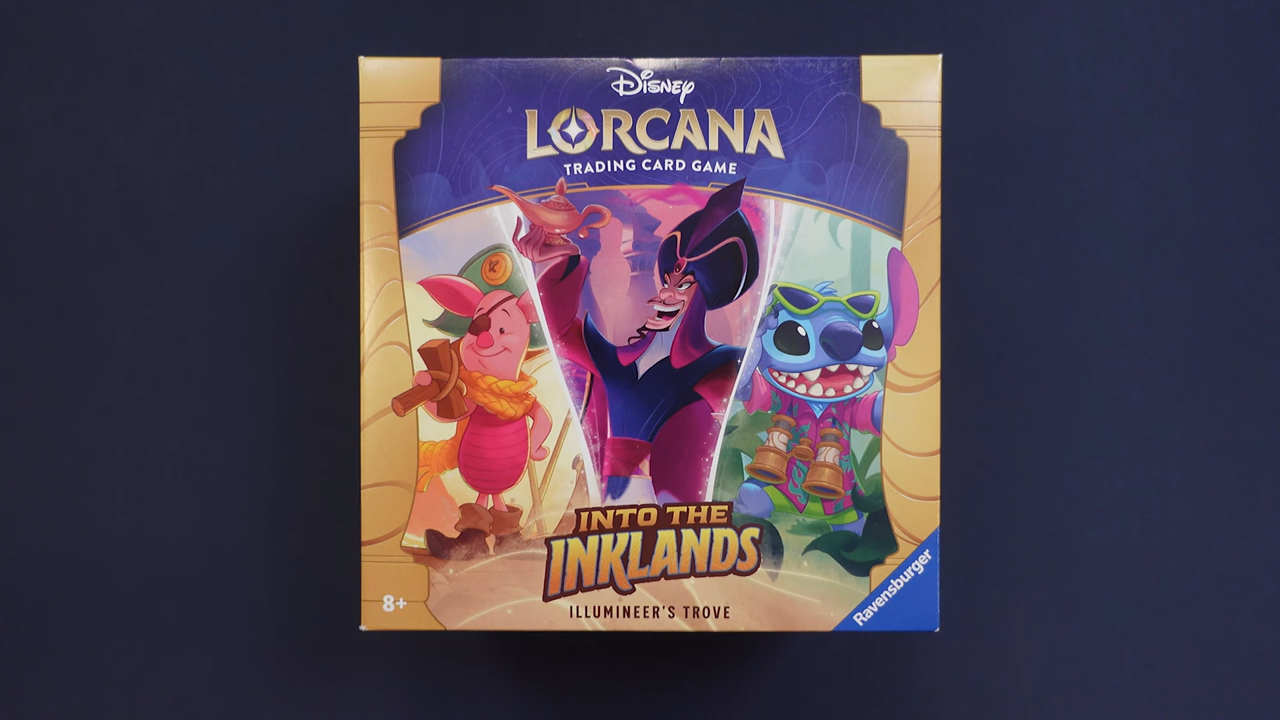 Disney
LORCANA
TRADING CARD GAME
INTO THE
INKLANDS
ILLUMINEER'S TROVE
8+
Ravensburger